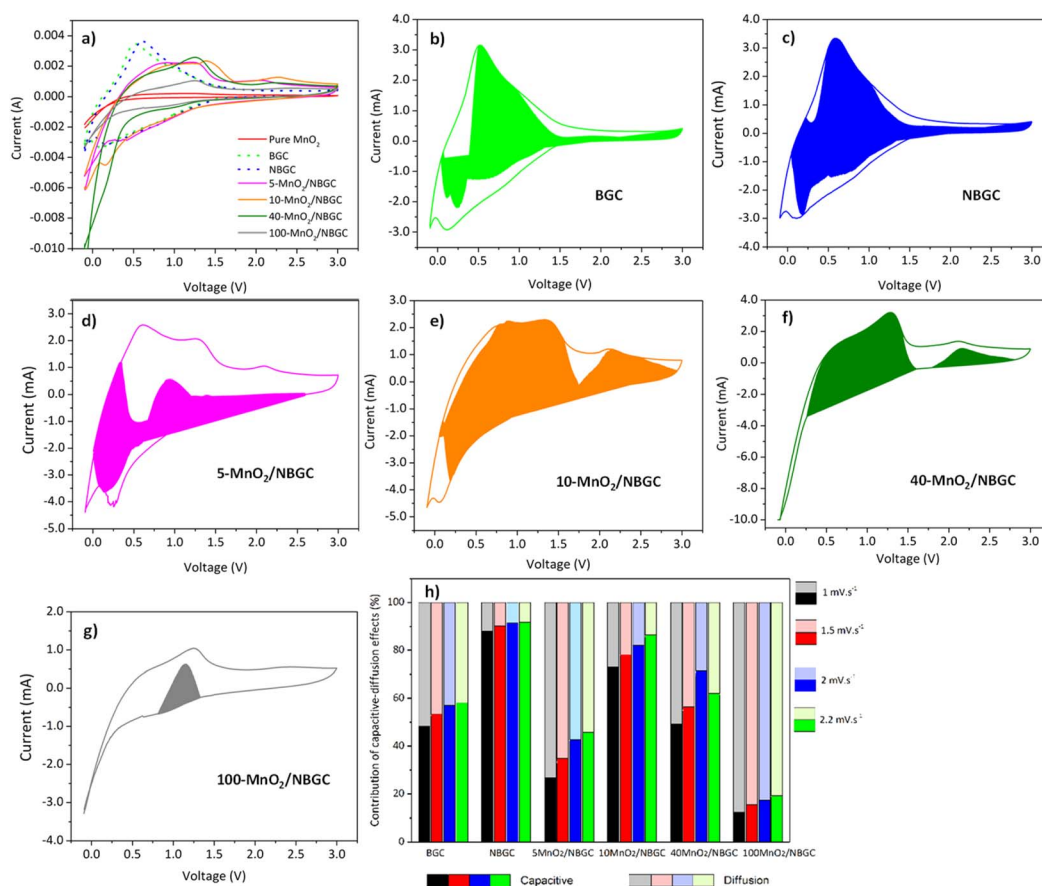 a)
0.004
0.002
0.000
-0.002
-0.004
-0.006
-0.008
-0.010
Current (A)
Pure MnO₂
BGC
NBGC
5-MnO₂/NBGC
10-MnO₂/NBGC
40-MnO₂/NBGC
100-MnO₂/NBGC
0.0 0.5 1.0 1.5 2.0 2.5 3.0
Voltage (V)
b)
4.0
3.0
2.0
1.0
0.0
-1.0
-2.0
-3.0
Current (mA)
BGC
0.0 0.5 1.0 1.5 2.0 2.5 3.0
Voltage (V)
c)
4.0
3.0
2.0
1.0
0.0
-1.0
-2.0
-3.0
-4.0
Current (mA)
NBGC
0.0 0.5 1.0 1.5 2.0 2.5 3.0
Voltage (V)
d)
3.0
2.0
1.0
0.0
-1.0
-2.0
-3.0
-4.0
-5.0
Current (mA)
5-MnO₂/NBGC
0.0 0.5 1.0 1.5 2.0 2.5 3.0
Voltage (V)
e)
3.0
2.0
1.0
0.0
-1.0
-2.0
-3.0
-4.0
-5.0
Current (mA)
10-MnO₂/NBGC
0.0 0.5 1.0 1.5 2.0 2.5 3.0
Voltage (V)
f)
4.0
2.0
0.0
-2.0
-4.0
-6.0
-8.0
-10.0
Current (mA)
40-MnO₂/NBGC
0.0 0.5 1.0 1.5 2.0 2.5 3.0
Voltage (V)
g)
2.0
1.0
0.0
-1.0
-2.0
-3.0
-4.0
Current (mA)
100-MnO₂/NBGC
0.0 0.5 1.0 1.5 2.0 2.5 3.0
Voltage (V)
h)
100
80
60
40
20
0
Contribution of capacitive-diffusion effects (%)
BGC NBGC 5MnO₂/NBGC 10MnO₂/NBGC 40MnO₂/NBGC 100MnO₂/NBGC
1 mV.s⁻¹
1.5 mV.s⁻¹
2 mV.s⁻¹
2.2 mV.s⁻¹
Capacitive Diffusion